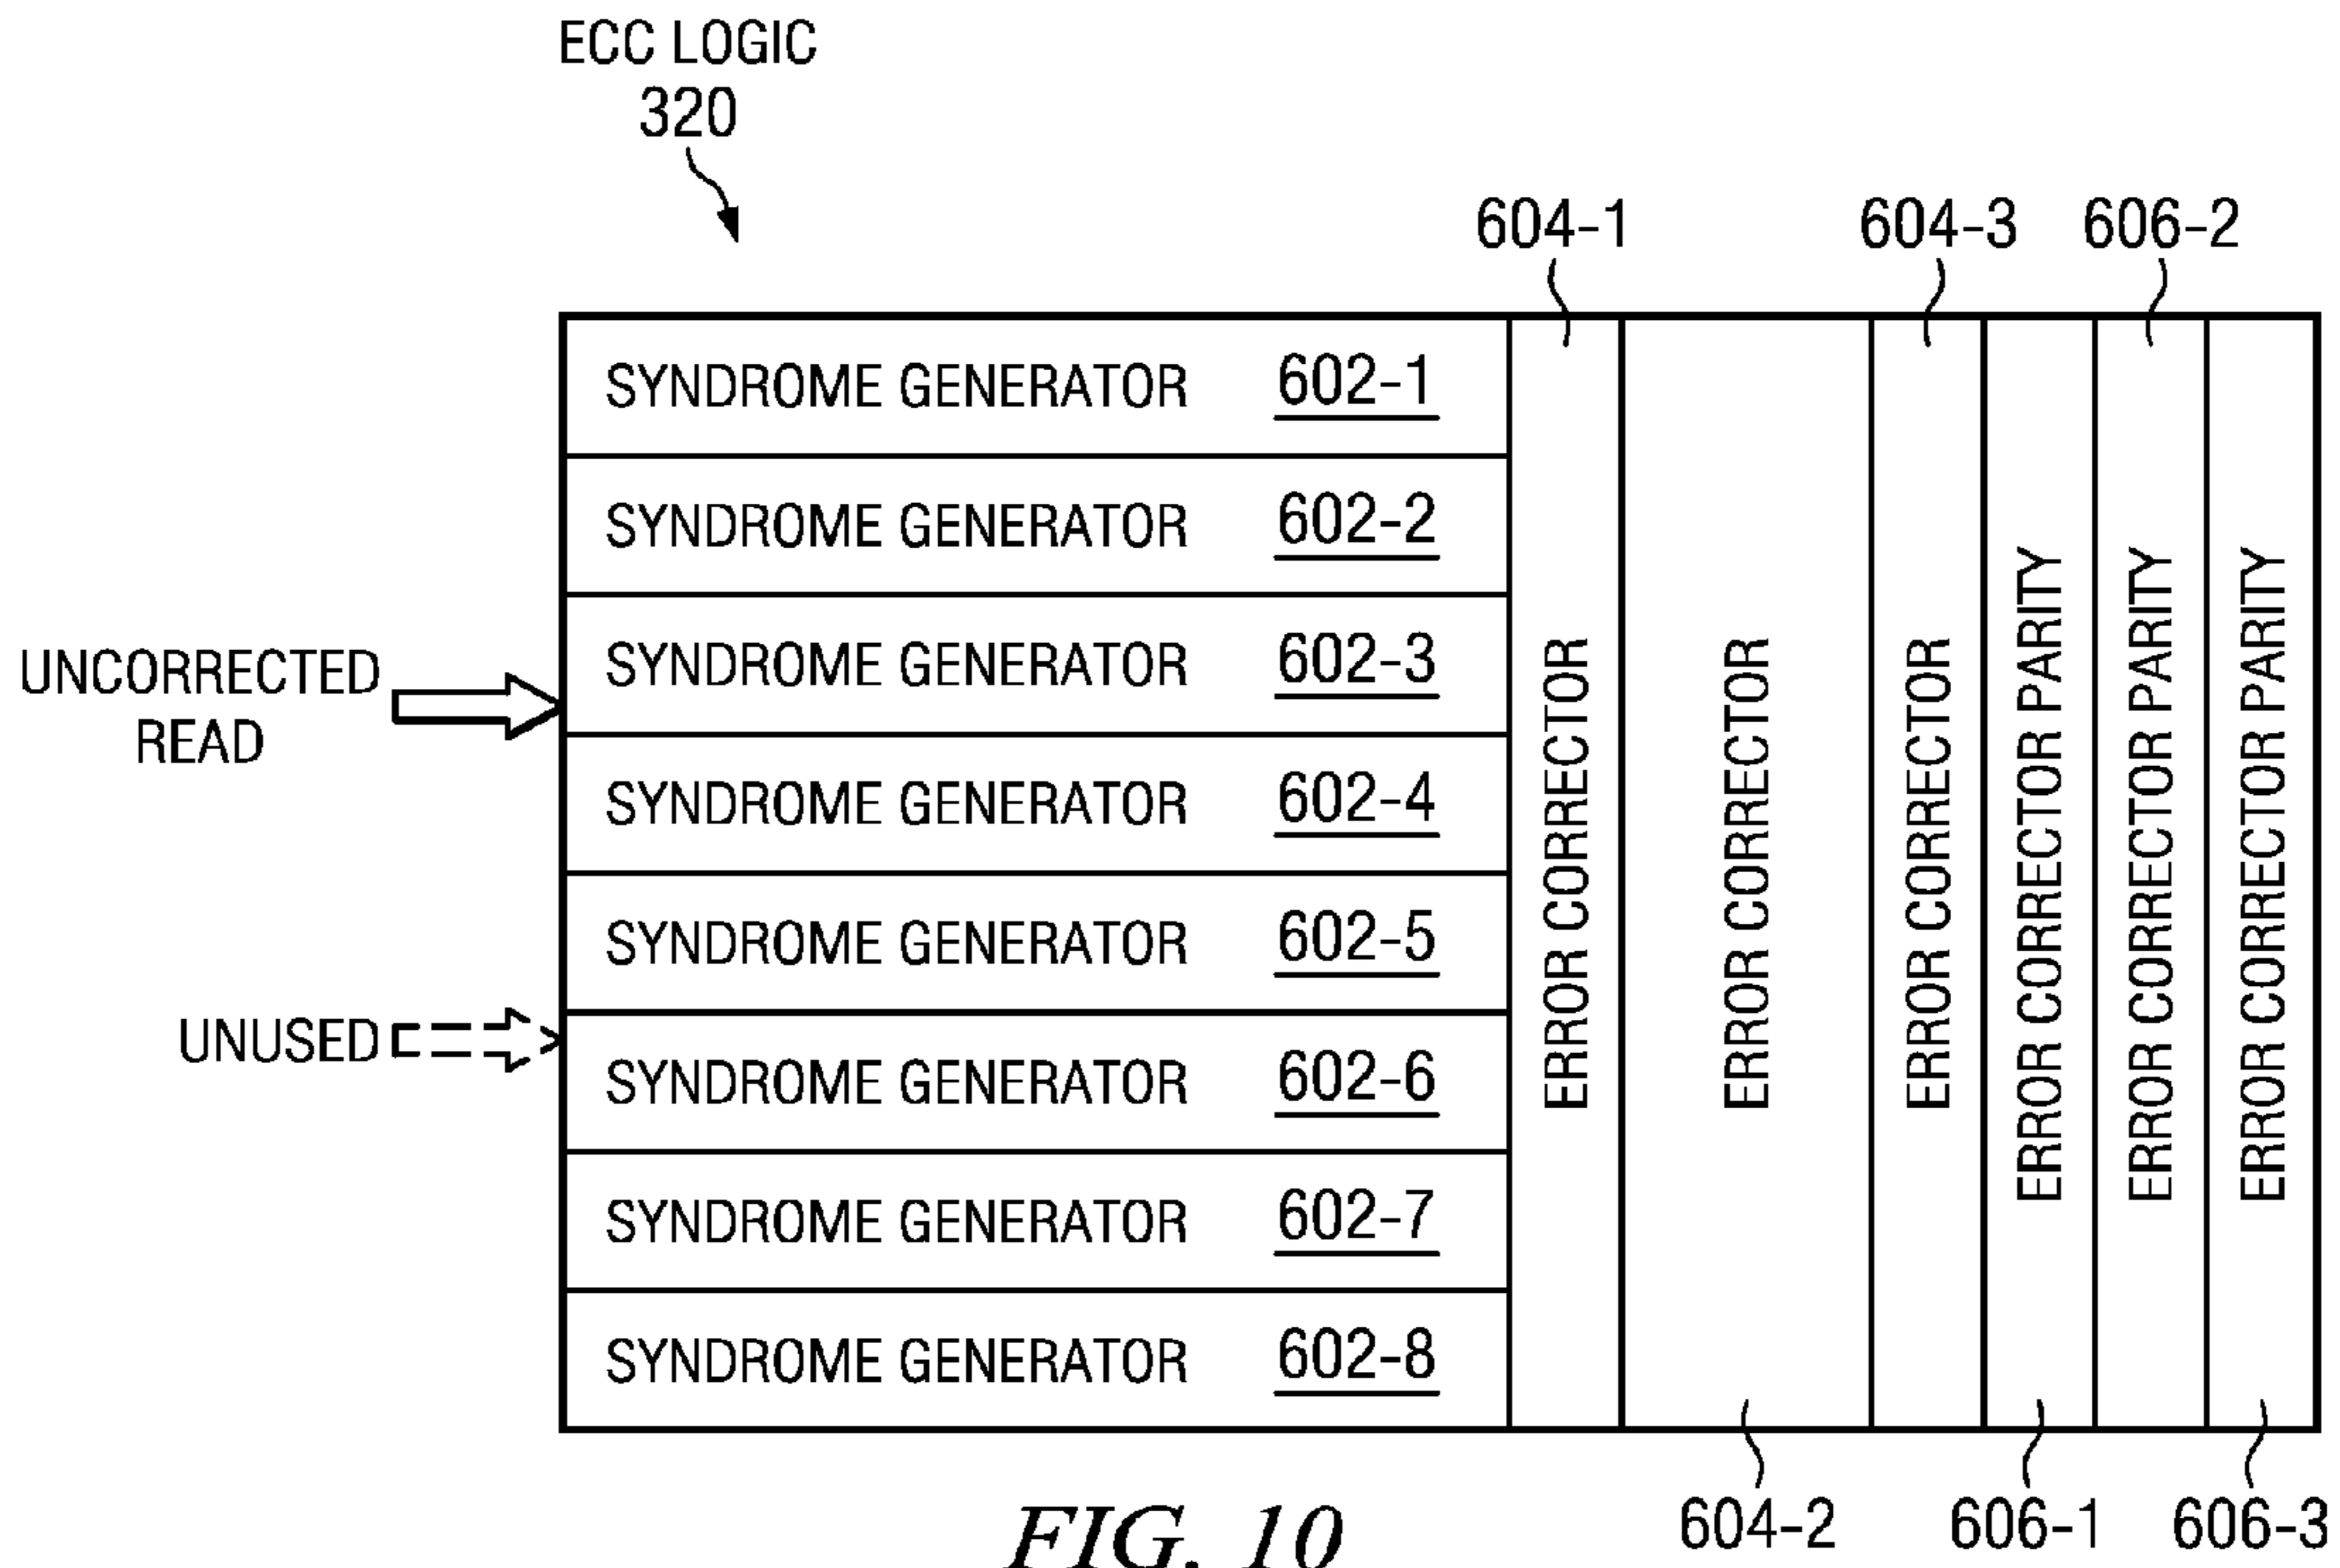 ECC LOGIC
320
604-1
604-3
606-2
SYNDROME GENERATOR 602-1
SYNDROME GENERATOR 602-2
SYNDROME GENERATOR 602-3
SYNDROME GENERATOR 602-4
SYNDROME GENERATOR 602-5
SYNDROME GENERATOR 602-6
SYNDROME GENERATOR 602-7
SYNDROME GENERATOR 602-8
UNCORRECTED
READ
UNUSED
ERROR CORRECTOR
ERROR CORRECTOR
ERROR CORRECTOR
ERROR CORRECTOR PARITY
ERROR CORRECTOR PARITY
ERROR CORRECTOR PARITY
604-2
606-1
606-3
FIG. 10